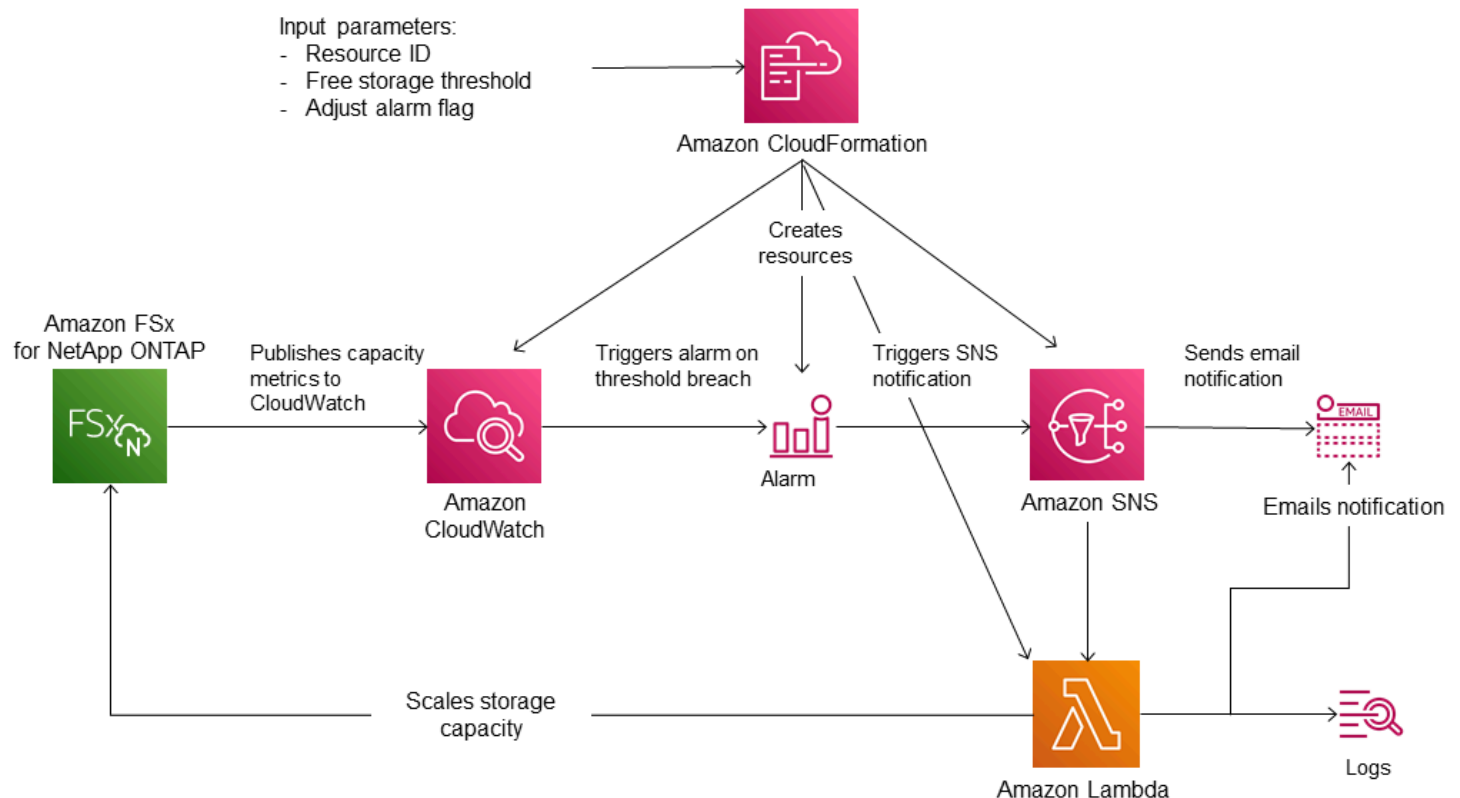 Input parameters:
- Resource ID
- Free storage threshold
- Adjust alarm flag
Amazon CloudFormation
Creates
resources
Amazon FSx
for NetApp ONTAP
FSx
N
Publishes capacity
metrics to
CloudWatch
Amazon
CloudWatch
Triggers alarm on
threshold breach
Alarm
Triggers SNS
notification
Amazon SNS
Sends email
notification
EMAIL
Emails notification
Scales storage
capacity
Amazon Lambda
Logs